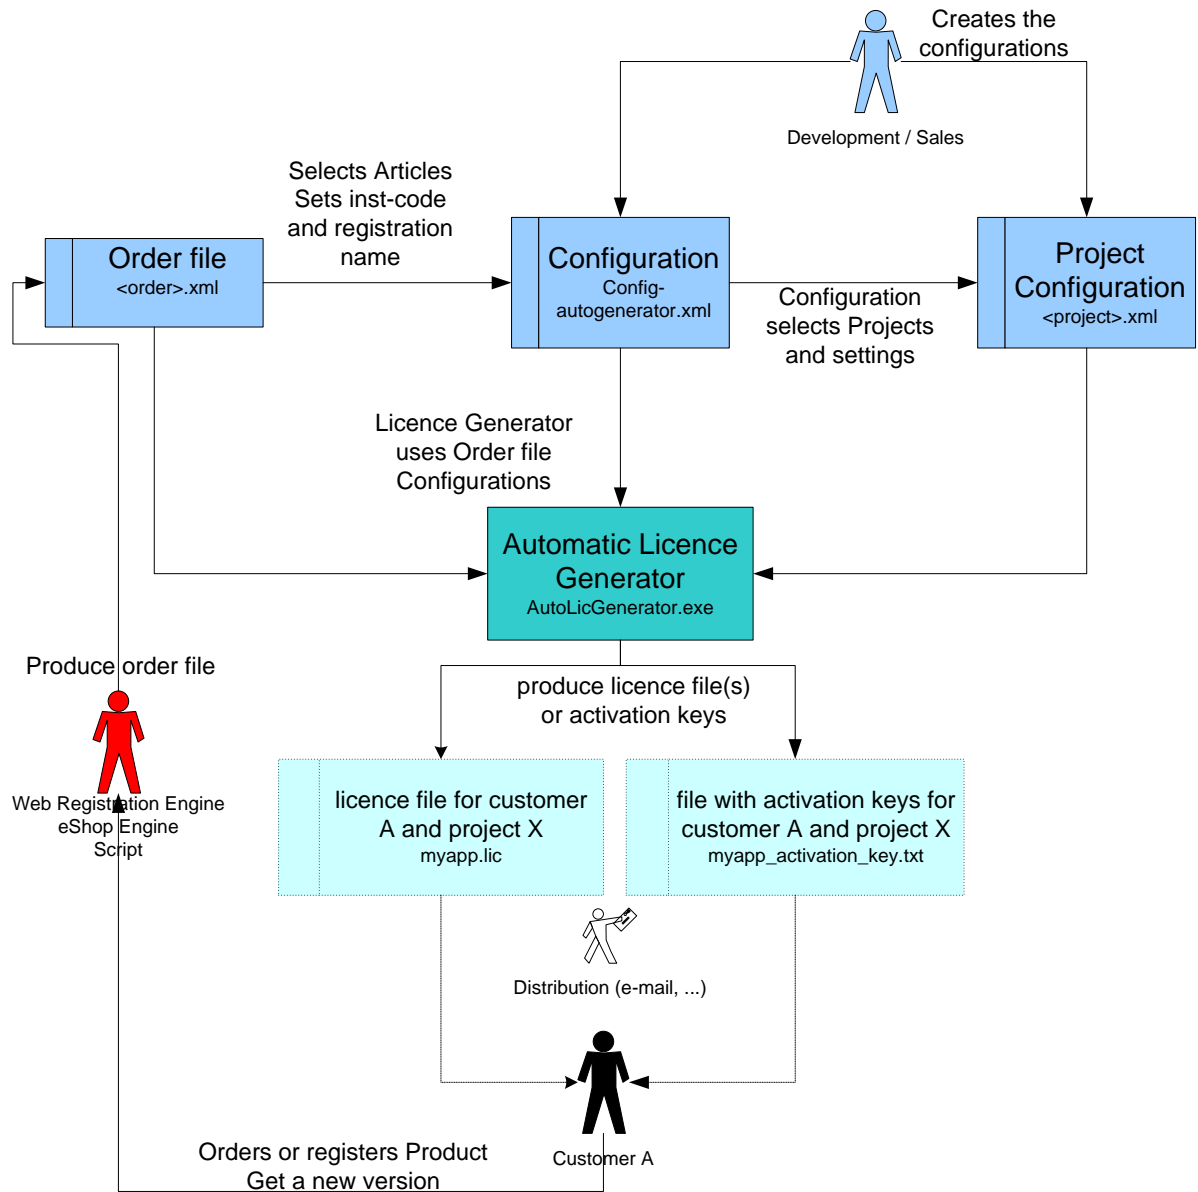 Creates the
configurations
Development / Sales
Selects Articles
Sets inst-code
and registration
name
Order file
<order>.xml
Configuration
Config-
autogenerator.xml
Project
Configuration
<project>.xml
Configuration
selects Projects
and settings
Licence Generator
uses Order file
Configurations
Automatic Licence
Generator
AutoLicGenerator.exe
Produce order file
Web Registration Engine
eShop Engine
Script
produce licence file(s)
or activation keys
licence file for customer
A and project X
myapp.lic
file with activation keys for
customer A and project X
myapp_activation_key.txt
Distribution (e-mail, ...)
Customer A
Orders or registers Product
Get a new version